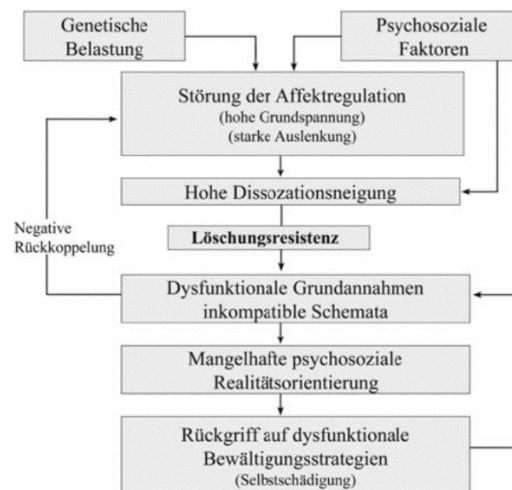 Genetische
Belastung
Psychosoziale
Faktoren
Störung der Affektregulation
(hohe Grundspannung)
(starke Auslenkung)
Hohe Dissozationsneigung
Negative
Rückkoppelung
Löschungsresistenz
Dysfunktionale Grundannahmen
inkompatible Schemata
Mangelhafte psychosoziale
Realitätsorientierung
Rückgriff auf dysfunktionale
Bewältigungsstrategien
(Selbstschädigung)